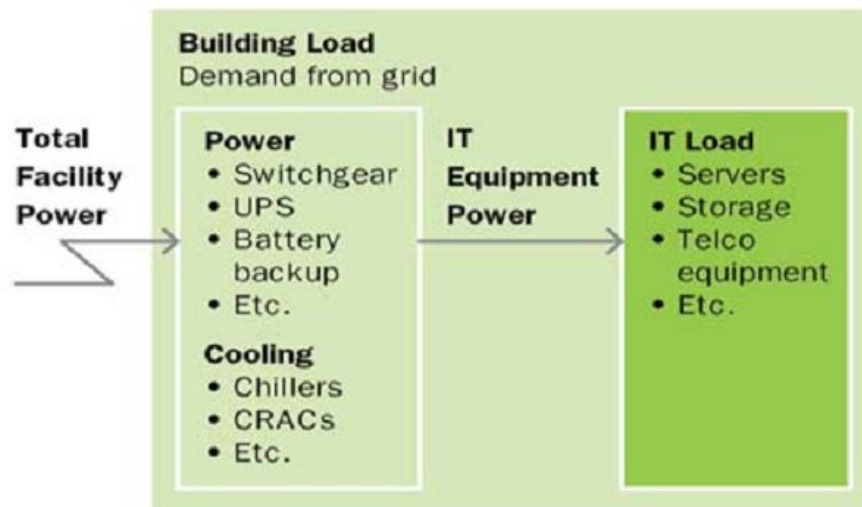 Building Load
Demand from grid
Total
Facility
Power
Power
• Switchgear
• UPS
• Battery
backup
• Etc.
Cooling
• Chillers
• CRACs
• Etc.
IT
Equipment
Power
IT Load
• Servers
• Storage
• Telco
equipment
• Etc.